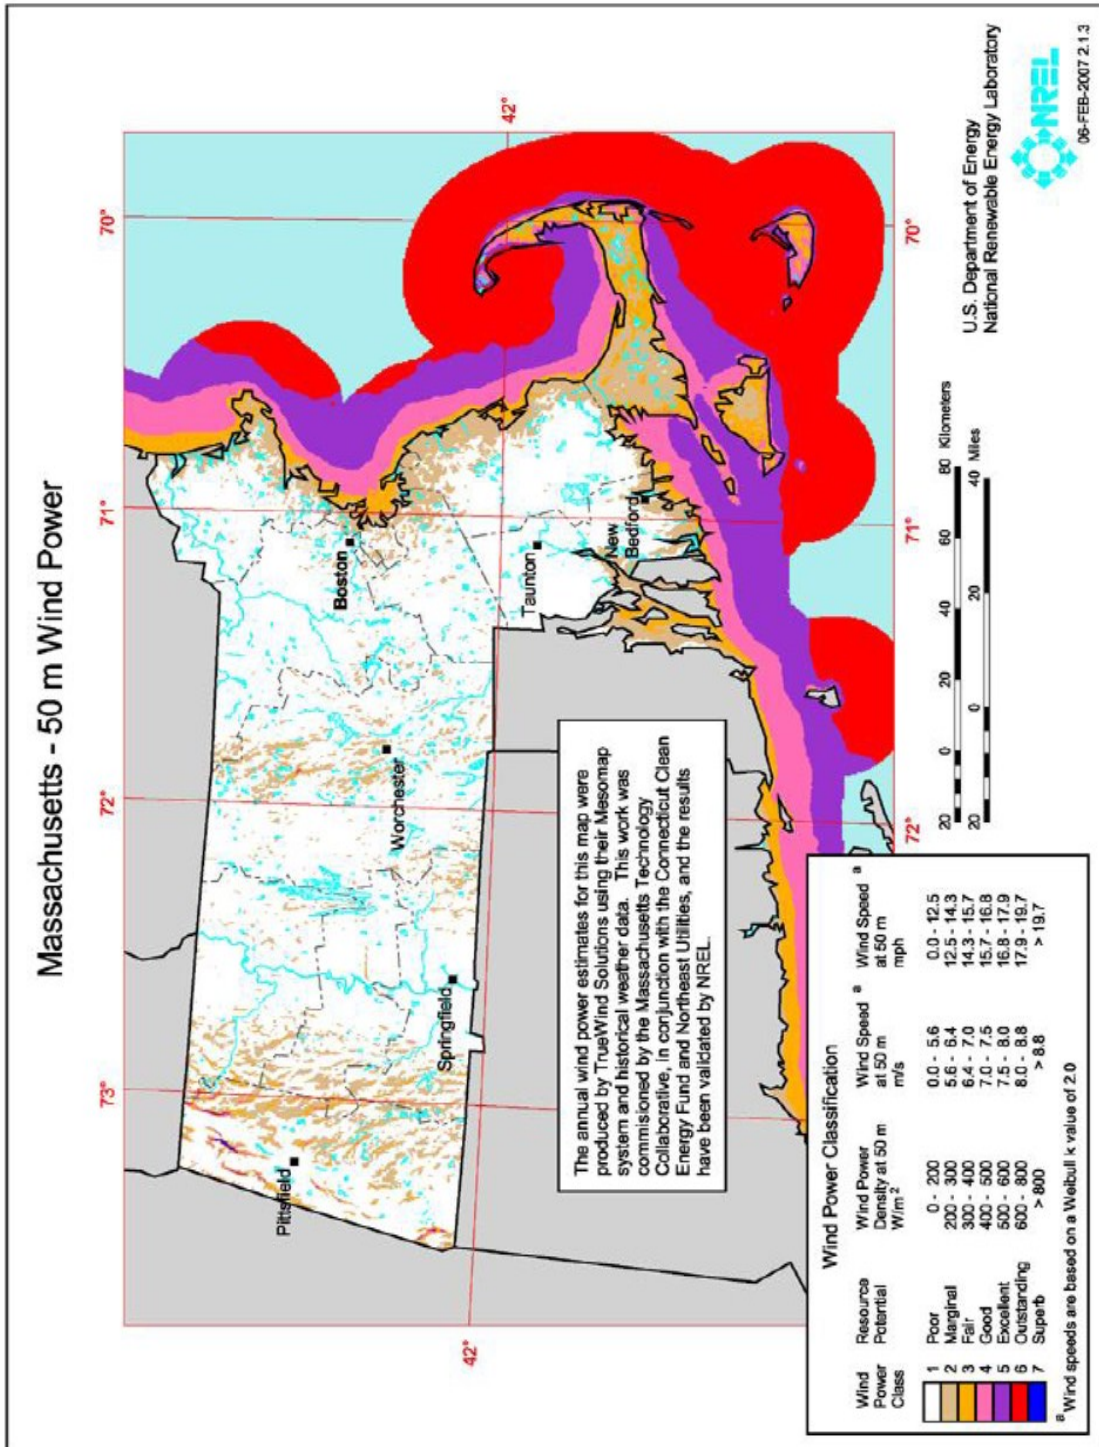 Massachusetts - 50 m Wind Power
73°
72°
71°
70°
42°
42°
Pittsfield
Springfield
Worchester
Boston
Taunton
New
Bedford
The annual wind power estimates for this map were
produced by TrueWind Solutions using their Mesomap
system and historical weather data. This work was
commisioned by the Massachusetts Technology
Collaborative, in conjunction with the Connecticut Clean
Energy Fund and Northeast Utilities, and the results
have been validated by NREL.
72°
71°
70°
Wind Power Classification
Wind Power Class Resource Potential Wind Power Density at 50 m W/m² Wind Speed ᵃ at 50 m m/s Wind Speed ᵃ at 50 m mph
1 Poor 0 - 200 0.0 - 5.6 0.0 - 12.5
2 Marginal 200 - 300 5.6 - 6.4 12.5 - 14.3
3 Fair 300 - 400 6.4 - 7.0 14.3 - 15.7
4 Good 400 - 500 7.0 - 7.5 15.7 - 16.8
5 Excellent 500 - 600 7.5 - 8.0 16.8 - 17.9
6 Outstanding 600 - 800 8.0 - 8.8 17.9 - 19.7
7 Superb > 800 > 8.8 > 19.7
ᵃ Wind speeds are based on a Weibull k value of 2.0
20 0 20 40 60 80 Kilometers
20 0 20 40 Miles
U.S. Department of Energy
National Renewable Energy Laboratory
NREL
06-FEB-2007 2.1.3